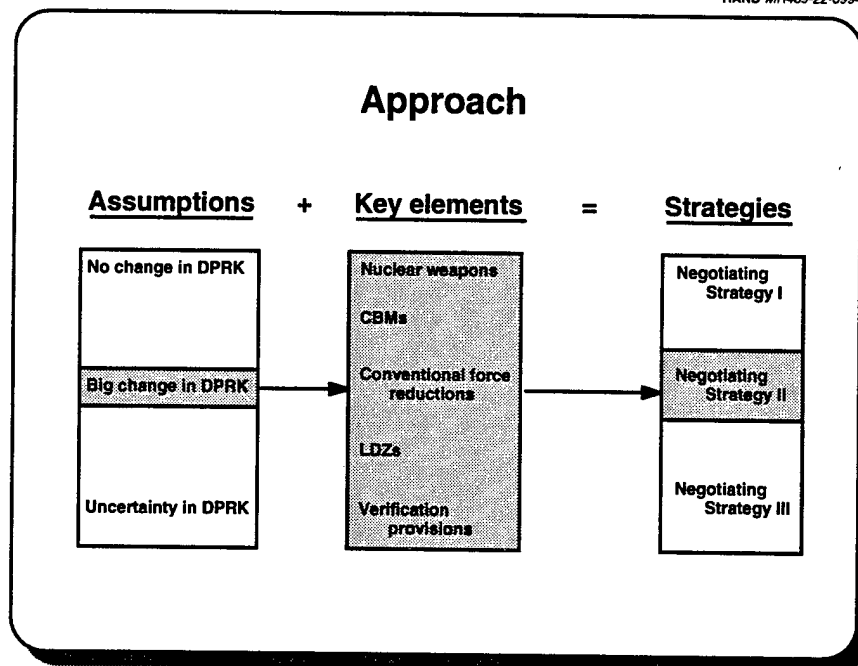 Approach
Assumptions + Key elements = Strategies
No change in DPRK
Big change in DPRK
Uncertainty in DPRK
Nuclear weapons
CBMs
Conventional force
reductions
LDZs
Verification
provisions
Negotiating
Strategy I
Negotiating
Strategy II
Negotiating
Strategy III